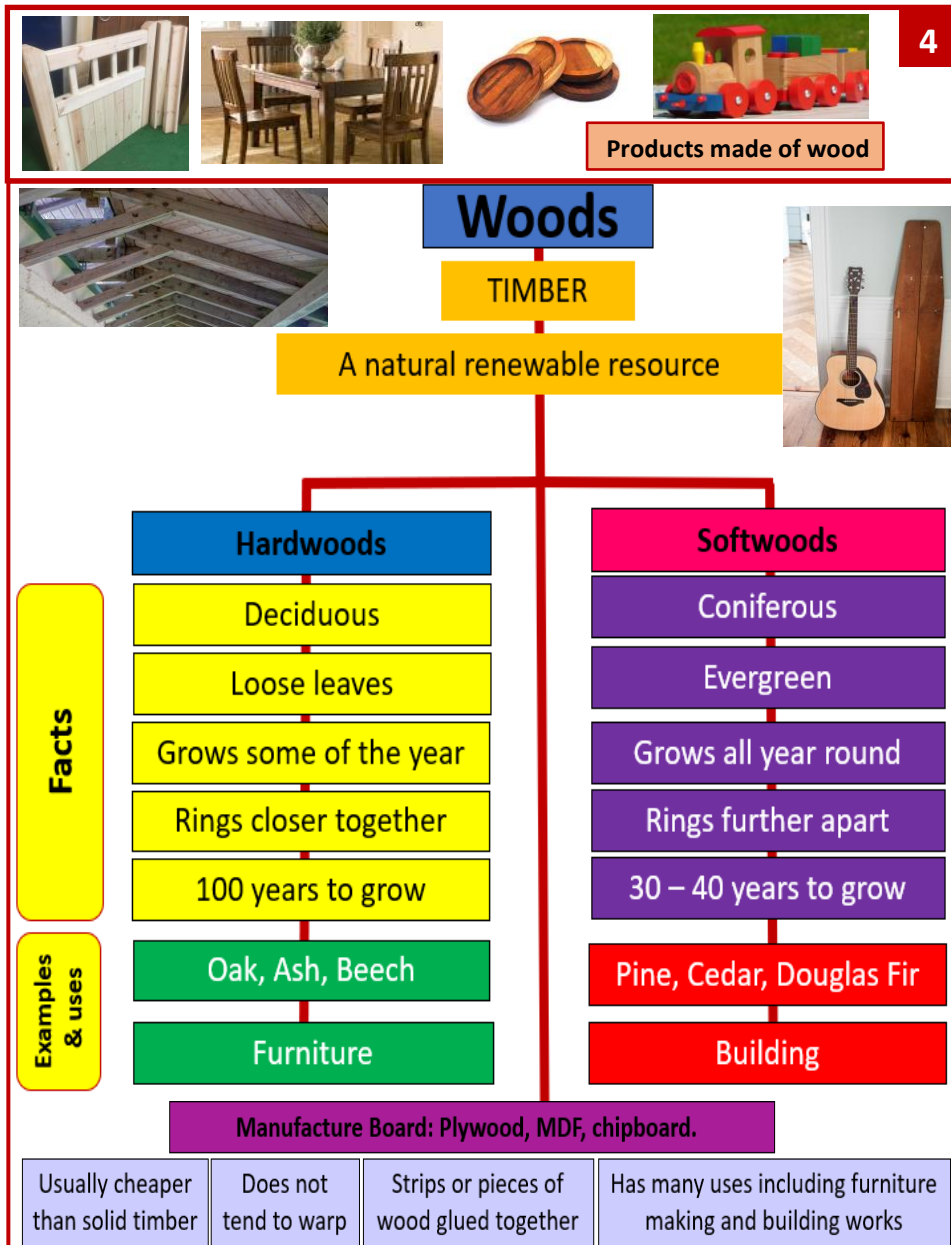 4
Products made of wood
Woods
TIMBER
A natural renewable resource
Hardwoods
Softwoods
Facts
Deciduous
Coniferous
Loose leaves
Evergreen
Grows some of the year
Grows all year round
Rings closer together
Rings further apart
100 years to grow
30 – 40 years to grow
Examples
& uses
Oak, Ash, Beech
Pine, Cedar, Douglas Fir
Furniture
Building
Manufacture Board: Plywood, MDF, chipboard.
Usually cheaper
than solid timber
Does not
tend to warp
Strips or pieces of
wood glued together
Has many uses including furniture
making and building works